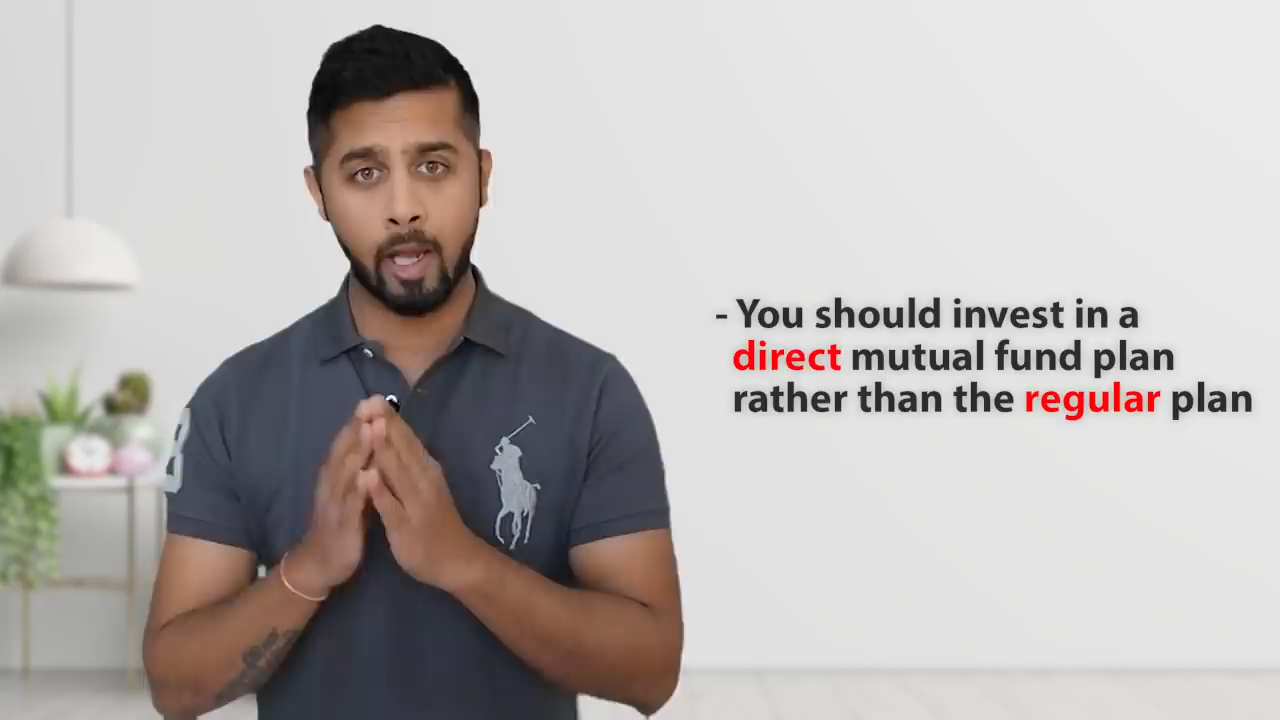 - You should invest in a
direct mutual fund plan
rather than the regular plan